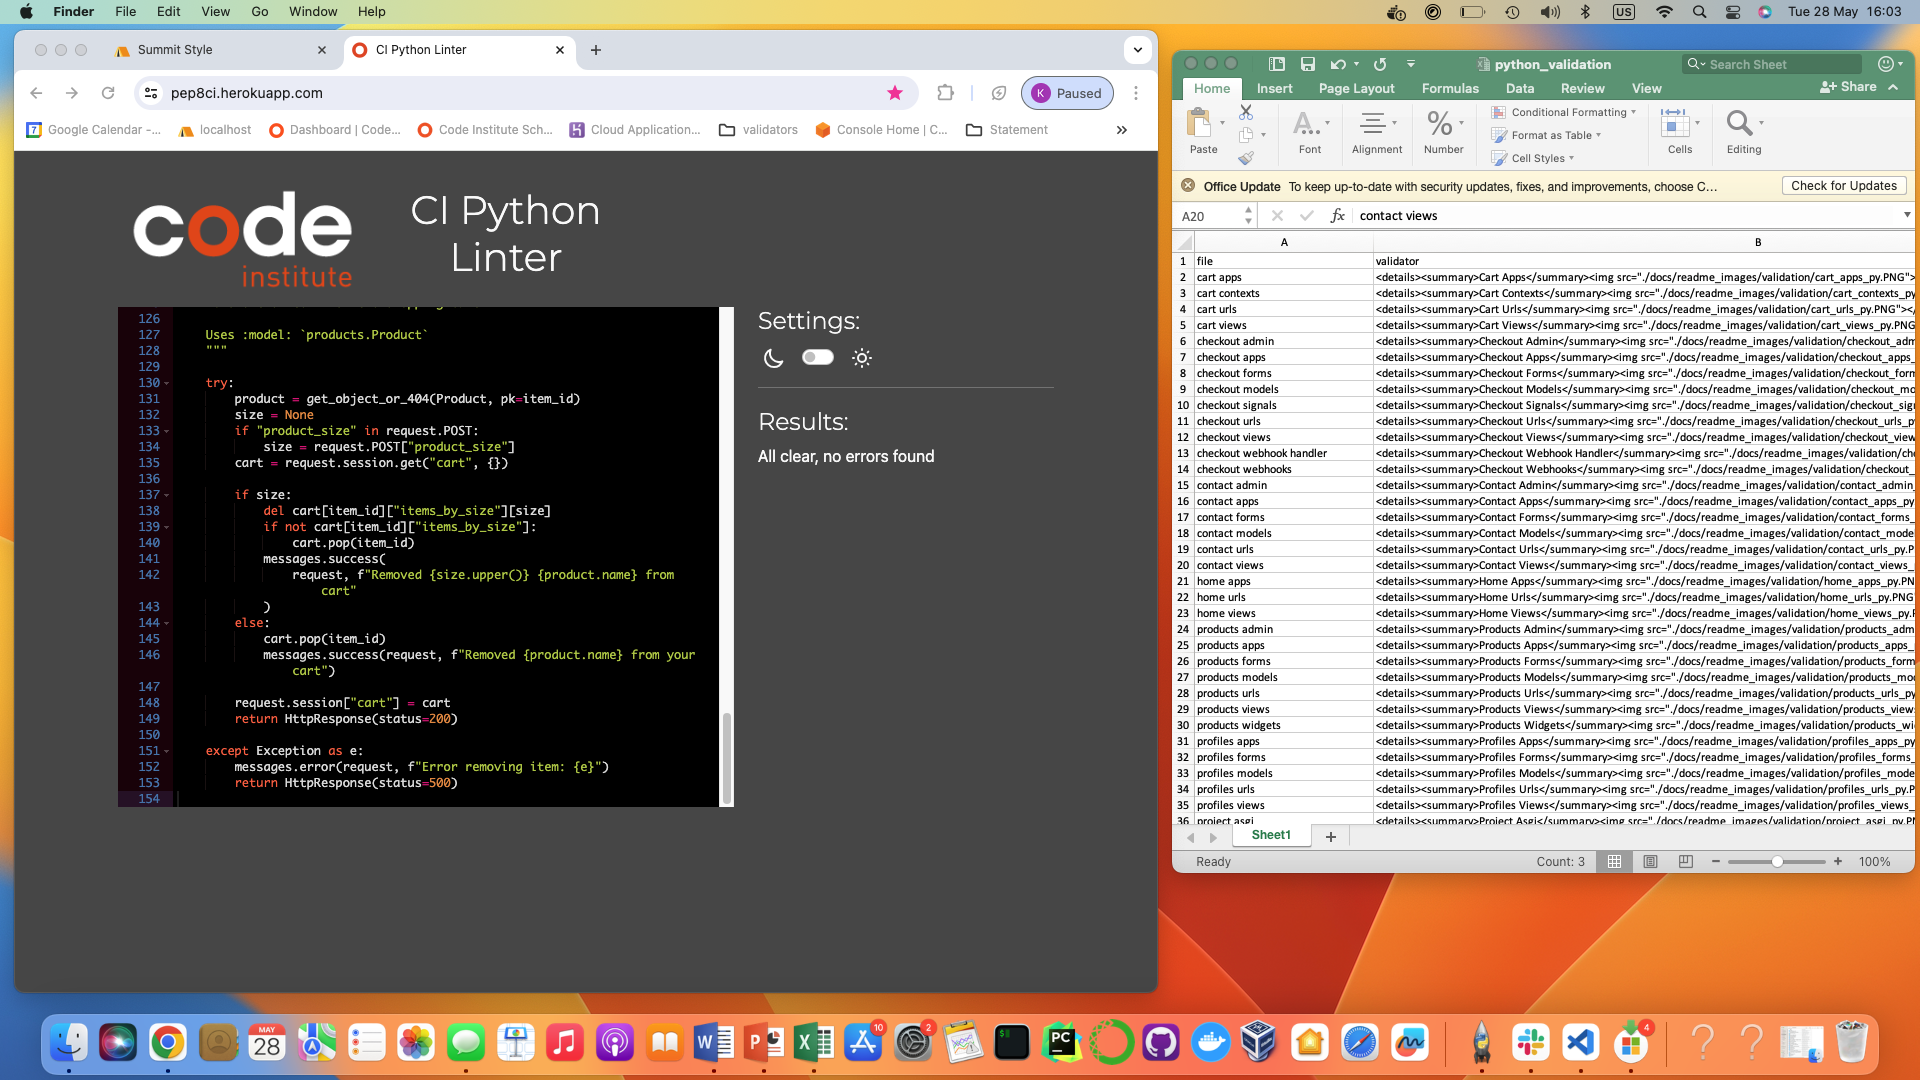 Finder File Edit View Go Window Help
US Tue 28 May 16:03
Summit Style
CI Python Linter
pep8ci.herokuapp.com
K Paused
Google Calendar -...
localhost
Dashboard | Code...
Code Institute Sch...
Cloud Application...
validators
Console Home | C...
Statement
code
institute
CI Python
Linter
126
127 Uses :model: `products.Product`
128 """
129
130 try:
131 product = get_object_or_404(Product, pk=item_id)
132 size = None
133 if "product_size" in request.POST:
134 size = request.POST["product_size"]
135 cart = request.session.get("cart", {})
136
137 if size:
138 del cart[item_id]["items_by_size"][size]
139 if not cart[item_id]["items_by_size"]:
140 cart.pop(item_id)
141 messages.success(
142 request, f"Removed {size.upper()} {product.name} from
cart"
143 )
144 else:
145 cart.pop(item_id)
146 messages.success(request, f"Removed {product.name} from your
cart")
147
148 request.session["cart"] = cart
149 return HttpResponse(status=200)
150
151 except Exception as e:
152 messages.error(request, f"Error removing item: {e}")
153 return HttpResponse(status=500)
154
Settings:
Results:
All clear, no errors found
python_validation
Search Sheet
Home Insert Page Layout Formulas Data Review View
Share
Paste
Font
Alignment
Number
Conditional Formatting
Format as Table
Cell Styles
Cells
Editing
Office Update To keep up-to-date with security updates, fixes, and improvements, choose C...
Check for Updates
A20 fx contact views
A B
1 file validator
2 cart apps <details><summary>Cart Apps</summary><img src="./docs/readme_images/validation/cart_apps_py.PNG">
3 cart contexts <details><summary>Cart Contexts</summary><img src="./docs/readme_images/validation/cart_contexts_py
4 cart urls <details><summary>Cart Urls</summary><img src="./docs/readme_images/validation/cart_urls_py.PNG"></
5 cart views <details><summary>Cart Views</summary><img src="./docs/readme_images/validation/cart_views_py.PNG
6 checkout admin <details><summary>Checkout Admin</summary><img src="./docs/readme_images/validation/checkout_adm
7 checkout apps <details><summary>Checkout Apps</summary><img src="./docs/readme_images/validation/checkout_apps_
8 checkout forms <details><summary>Checkout Forms</summary><img src="./docs/readme_images/validation/checkout_form
9 checkout models <details><summary>Checkout Models</summary><img src="./docs/readme_images/validation/checkout_mo
10 checkout signals <details><summary>Checkout Signals</summary><img src="./docs/readme_images/validation/checkout_sig
11 checkout urls <details><summary>Checkout Urls</summary><img src="./docs/readme_images/validation/checkout_urls_p
12 checkout views <details><summary>Checkout Views</summary><img src="./docs/readme_images/validation/checkout_view
13 checkout webhook handler <details><summary>Checkout Webhook Handler</summary><img src="./docs/readme_images/validation/che
14 checkout webhooks <details><summary>Checkout Webhooks</summary><img src="./docs/readme_images/validation/checkout_
15 contact admin <details><summary>Contact Admin</summary><img src="./docs/readme_images/validation/contact_admin_
16 contact apps <details><summary>Contact Apps</summary><img src="./docs/readme_images/validation/contact_apps_py
17 contact forms <details><summary>Contact Forms</summary><img src="./docs/readme_images/validation/contact_forms_
18 contact models <details><summary>Contact Models</summary><img src="./docs/readme_images/validation/contact_mode
19 contact urls <details><summary>Contact Urls</summary><img src="./docs/readme_images/validation/contact_urls_py.P
20 contact views <details><summary>Contact Views</summary><img src="./docs/readme_images/validation/contact_views_
21 home apps <details><summary>Home Apps</summary><img src="./docs/readme_images/validation/home_apps_py.PN
22 home urls <details><summary>Home Urls</summary><img src="./docs/readme_images/validation/home_urls_py.PNG
23 home views <details><summary>Home Views</summary><img src="./docs/readme_images/validation/home_views_py.F
24 products admin <details><summary>Products Admin</summary><img src="./docs/readme_images/validation/products_adm
25 products apps <details><summary>Products Apps</summary><img src="./docs/readme_images/validation/products_apps_
26 products forms <details><summary>Products Forms</summary><img src="./docs/readme_images/validation/products_form
27 products models <details><summary>Products Models</summary><img src="./docs/readme_images/validation/products_mo
28 products urls <details><summary>Products Urls</summary><img src="./docs/readme_images/validation/products_urls_py
29 products views <details><summary>Products Views</summary><img src="./docs/readme_images/validation/products_view
30 products widgets <details><summary>Products Widgets</summary><img src="./docs/readme_images/validation/products_wi
31 profiles apps <details><summary>Profiles Apps</summary><img src="./docs/readme_images/validation/profiles_apps_py
32 profiles forms <details><summary>Profiles Forms</summary><img src="./docs/readme_images/validation/profiles_forms_
33 profiles models <details><summary>Profiles Models</summary><img src="./docs/readme_images/validation/profiles_mode
34 profiles urls <details><summary>Profiles Urls</summary><img src="./docs/readme_images/validation/profiles_urls_py.P
35 profiles views <details><summary>Profiles Views</summary><img src="./docs/readme_images/validation/profiles_views_
36 project asgi <details><summary>Project Asgi</summary><img src="./docs/readme_images/validation/project_asgi_py.PN
Sheet1
Ready Count: 3 100%
MAY
28
W P X
10
2
PC
4